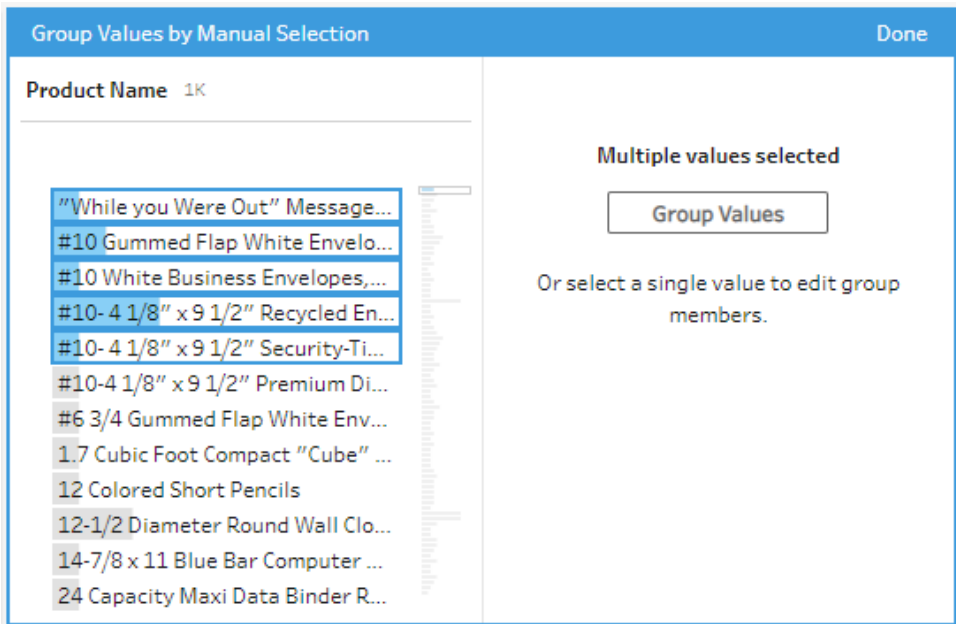 Group Values by Manual Selection
Done
Product Name 1K
"While you Were Out" Message...
#10 Gummed Flap White Envelo...
#10 White Business Envelopes,...
#10- 4 1/8" x 9 1/2" Recycled En...
#10- 4 1/8" x 9 1/2" Security-Ti...
#10-4 1/8" x 9 1/2" Premium Di...
#6 3/4 Gummed Flap White Env...
1.7 Cubic Foot Compact "Cube" ...
12 Colored Short Pencils
12-1/2 Diameter Round Wall Clo...
14-7/8 x 11 Blue Bar Computer ...
24 Capacity Maxi Data Binder R...
Multiple values selected
Group Values
Or select a single value to edit group
members.